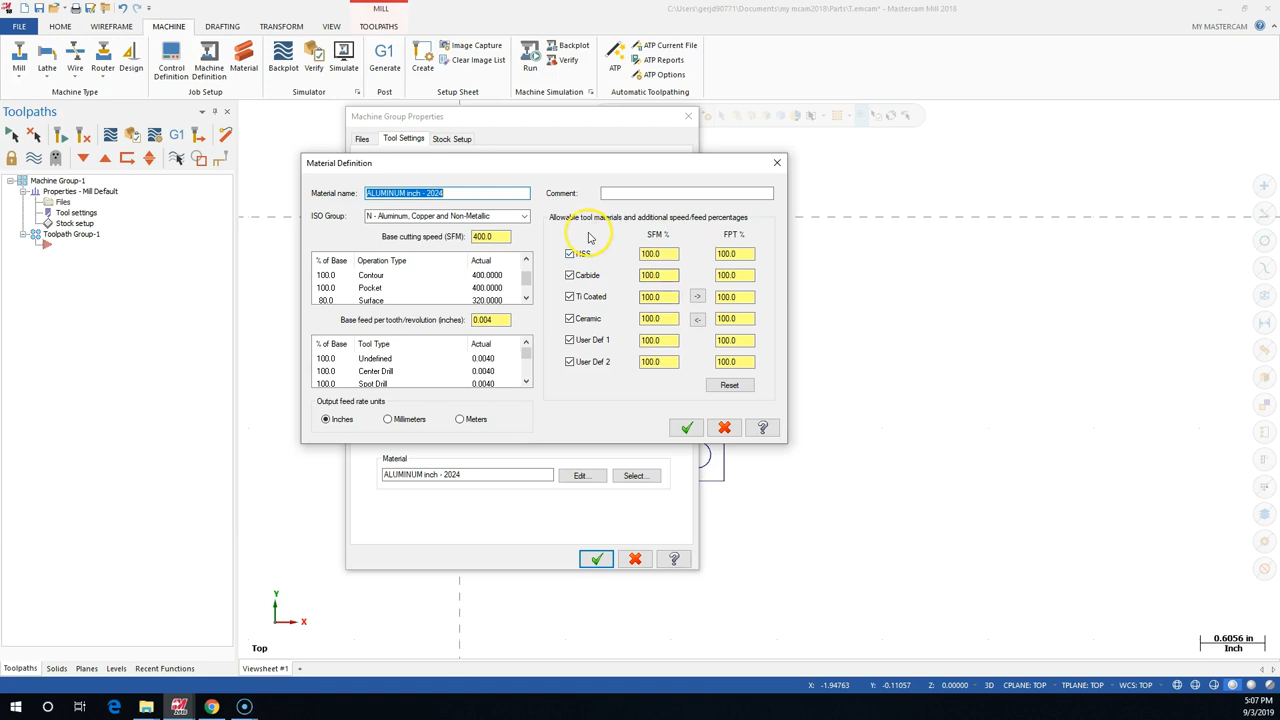 MILL
C:\Users\gerjd90771\Documents\my mcam2018\Parts\T.emcam* - Mastercam Mill 2018
FILE HOME WIREFRAME MACHINE DRAFTING TRANSFORM VIEW TOOLPATHS MY MASTERCAM
Mill Lathe Wire Router Design
Machine Type
Control Definition Machine Definition Material
Job Setup
Backplot Verify Simulate
Simulator
G1
Generate
Post
Create Image Capture
Clear Image List
Setup Sheet
Run Backplot
Verify
Machine Simulation
ATP ATP Current File
ATP Reports
ATP Options
Automatic Toolpathing
Toolpaths
G1
Machine Group-1
Properties - Mill Default
Files
Tool settings
Stock setup
Toolpath Group-1
Machine Group Properties
Files Tool Settings Stock Setup
Material Definition
Material name: ALUMINUM inch - 2024
ISO Group: N - Aluminum, Copper and Non-Metallic
Base cutting speed (SFM): 400.0
% of Base Operation Type Actual
100.0 Contour 400.0000
100.0 Pocket 400.0000
80.0 Surface 320.0000
Base feed per tooth/revolution (inches): 0.004
% of Base Tool Type Actual
100.0 Undefined 0.0040
100.0 Center Drill 0.0040
100.0 Spot Drill 0.0040
Output feed rate units
Inches Millimeters Meters
Comment:
Allowable tool materials and additional speed/feed percentages
SFM % FPT %
HSS 100.0 100.0
Carbide 100.0 100.0
Ti Coated 100.0 -> 100.0
Ceramic 100.0 <- 100.0
User Def 1 100.0 100.0
User Def 2 100.0 100.0
Reset
Material
ALUMINUM inch - 2024 Edit... Select...
Y
X
Top
0.6056 in
Inch
Toolpaths Solids Planes Levels Recent Functions
Viewsheet #1 +
X: -1.94763 Y: -0.11057 Z: 0.00000 3D CPLANE: TOP TPLANE: TOP WCS: TOP
5:07 PM
9/3/2019